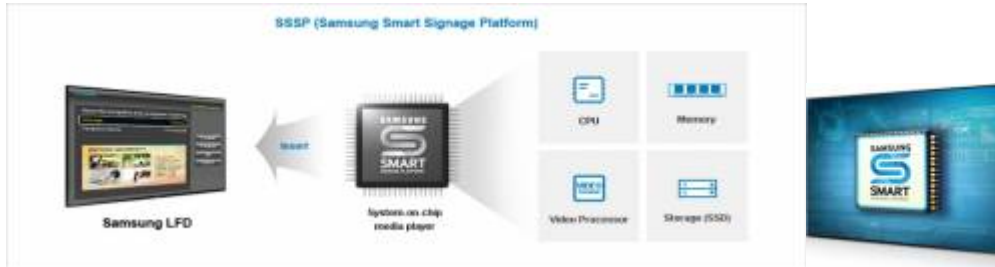 SSSP (Samsung Smart Signage Platform)
Insert
SAMSUNG
S
SMART
CPU
Memory
VIDEO
Video Processor
Storage (SSD)
Samsung LFD
System-on-chip
media player
SAMSUNG
S
SMART